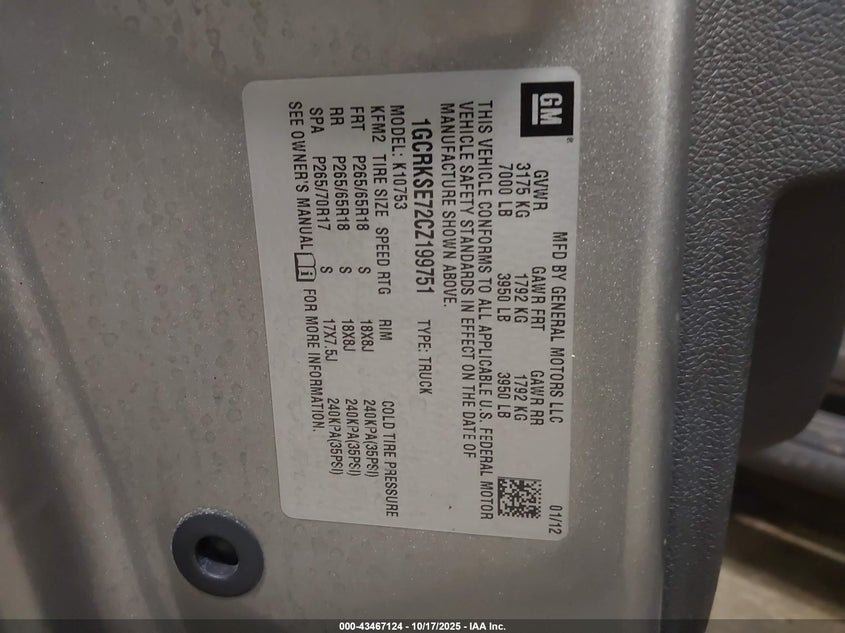 GM
MFD BY GENERAL MOTORS LLC 01/12
GVWR GAWR FRT GAWR RR
3175 KG 1792 KG 1792 KG
7000 LB 3950 LB 3950 LB
THIS VEHICLE CONFORMS TO ALL APPLICABLE U.S. FEDERAL MOTOR
VEHICLE SAFETY STANDARDS IN EFFECT ON THE DATE OF
MANUFACTURE SHOWN ABOVE.
1GCRKSE72CZ199751 TYPE: TRUCK
MODEL: K10753
KFM2 TIRE SIZE SPEED RTG RIM COLD TIRE PRESSURE
FRT P265/65R18 S 18X8J 240KPA(35PSI)
RR P265/65R18 S 18X8J 240KPA(35PSI)
SPA P265/70R17 S 17X7.5J 240KPA(35PSI)
SEE OWNER'S MANUAL FOR MORE INFORMATION.
000-43467124 - 10/17/2025 - IAA Inc.